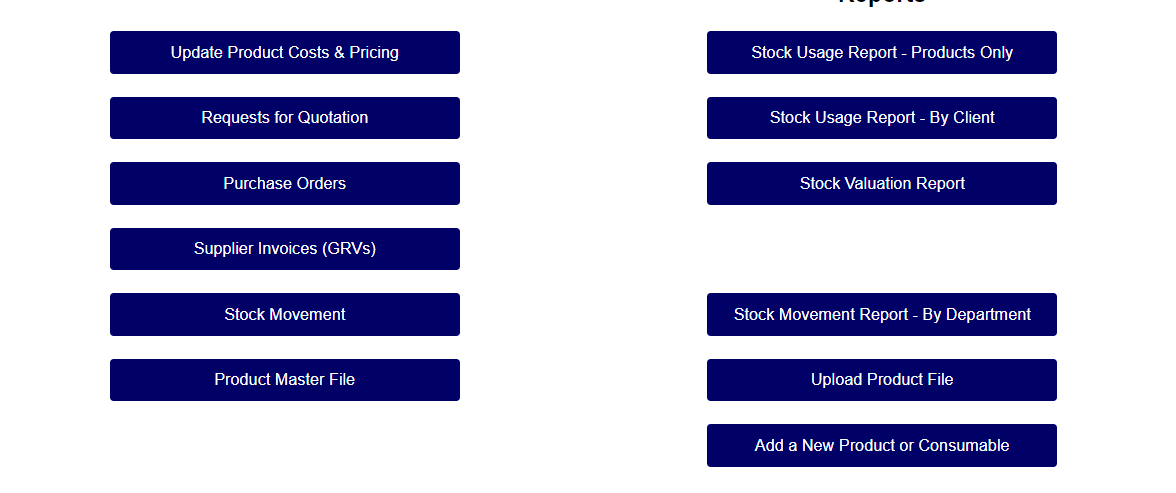 Reports
Update Product Costs & Pricing
Stock Usage Report - Products Only
Requests for Quotation
Stock Usage Report - By Client
Purchase Orders
Stock Valuation Report
Supplier Invoices (GRVs)
Stock Movement
Stock Movement Report - By Department
Product Master File
Upload Product File
Add a New Product or Consumable